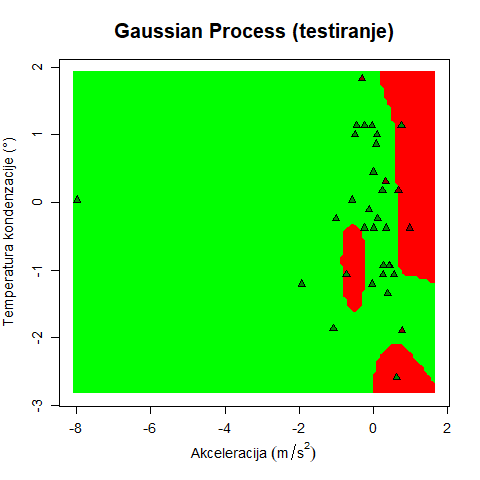 Gaussian Process (testiranje)
Temperatura kondenzacije (°)
2
1
0
-1
-2
-3
-8 -6 -4 -2 0 2
Akceleracija (m/s²)